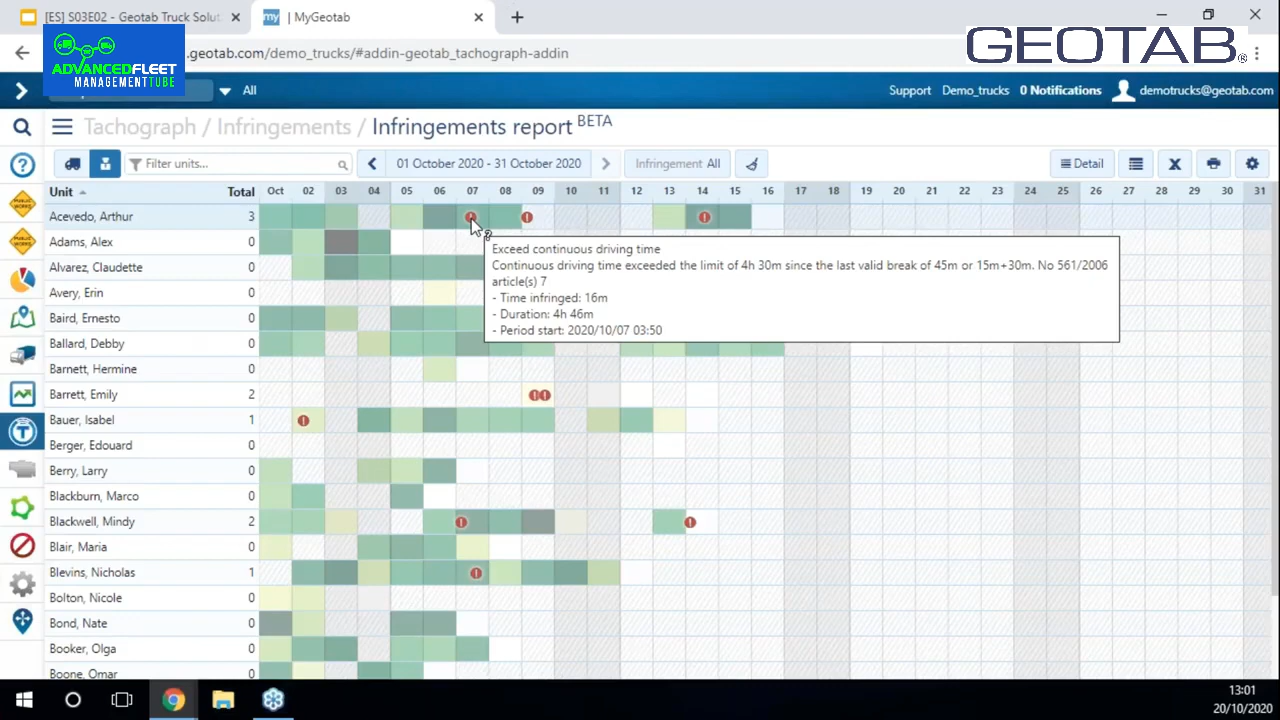 [ES] S03E02 - Geotab Truck Solut
my | MyGeotab
.geotab.com/demo_trucks/#addin-geotab_tachograph-addin
ADVANCEDFLEET
MANAGEMENTTUBE
GEOTAB®
All
Support Demo_trucks 0 Notifications demotrucks@geotab.com
Tachograph / Infringements / Infringements report BETA
Filter units...
01 October 2020 - 31 October 2020
Infringement All
Detail
Unit Total Oct 02 03 04 05 06 07 08 09 10 11 12 13 14 15 16 17 18 19 20 21 22 23 24 25 26 27 28 29 30 31
Acevedo, Arthur 3
Adams, Alex 0
Alvarez, Claudette 0
Avery, Erin 0
Baird, Ernesto 0
Ballard, Debby 0
Barnett, Hermine 0
Barrett, Emily 2
Bauer, Isabel 1
Berger, Edouard 0
Berry, Larry 0
Blackburn, Marco 0
Blackwell, Mindy 2
Blair, Maria 0
Blevins, Nicholas 1
Bolton, Nicole 0
Bond, Nate 0
Booker, Olga 0
Boone, Omar 0
Exceed continuous driving time
Continuous driving time exceeded the limit of 4h 30m since the last valid break of 45m or 15m+30m. No 561/2006
article(s) 7
- Time infringed: 16m
- Duration: 4h 46m
- Period start: 2020/10/07 03:50
13:01
20/10/2020